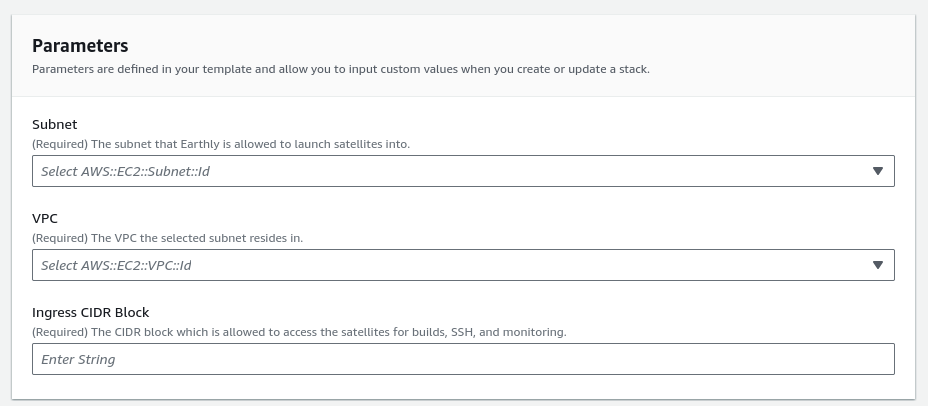 Parameters
Parameters are defined in your template and allow you to input custom values when you create or update a stack.
Subnet
(Required) The subnet that Earthly is allowed to launch satellites into.
Select AWS::EC2::Subnet::Id
VPC
(Required) The VPC the selected subnet resides in.
Select AWS::EC2::VPC::Id
Ingress CIDR Block
(Required) The CIDR block which is allowed to access the satellites for builds, SSH, and monitoring.
Enter String